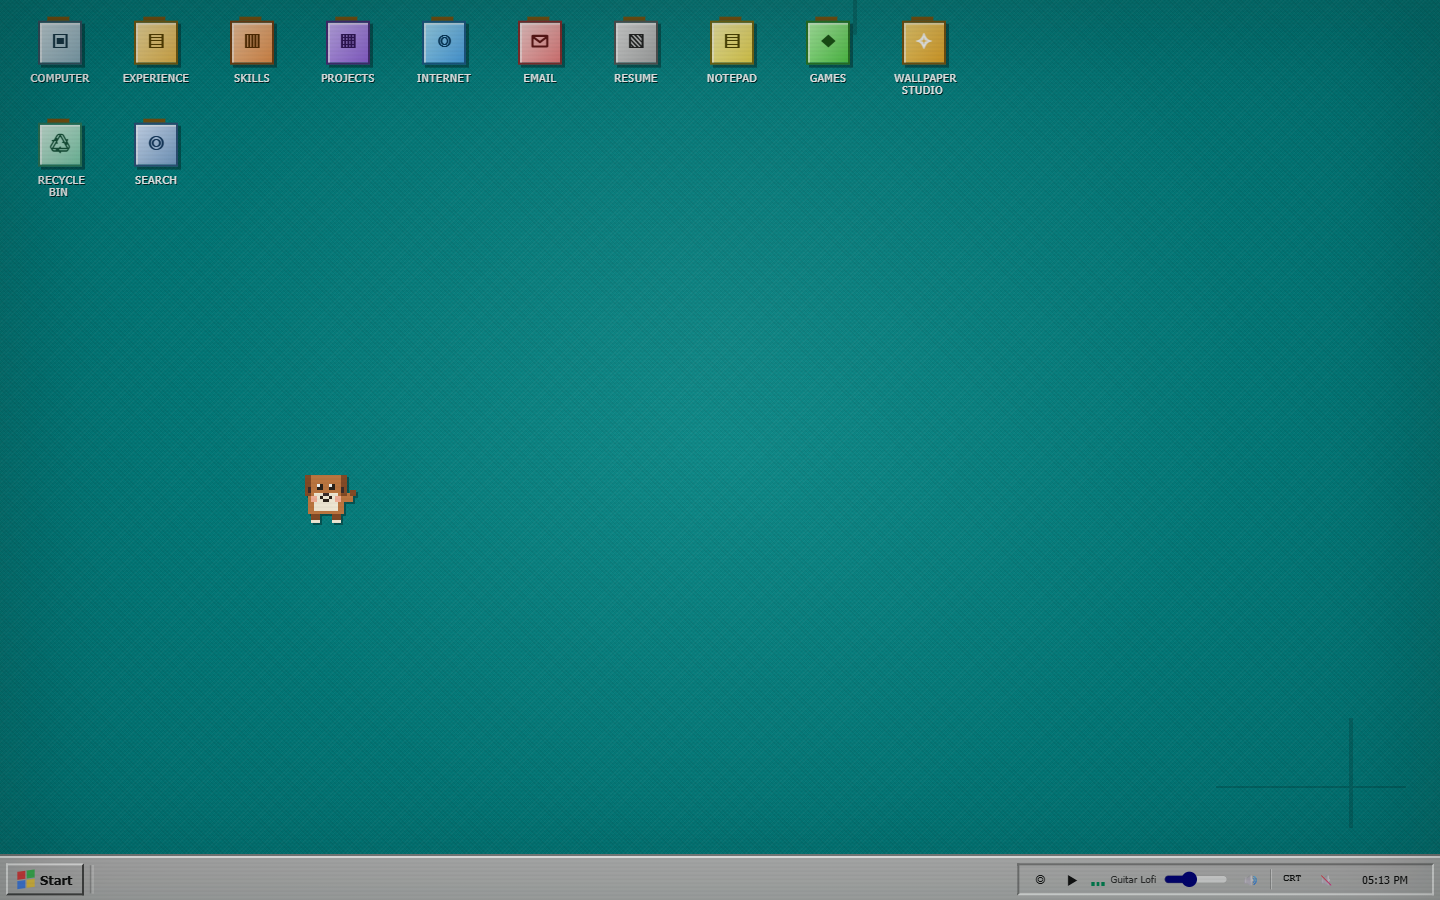 COMPUTER
EXPERIENCE
SKILLS
PROJECTS
INTERNET
EMAIL
RESUME
NOTEPAD
GAMES
WALLPAPER
STUDIO
RECYCLE
BIN
SEARCH
Start
Guitar Lofi
CRT
05:13 PM